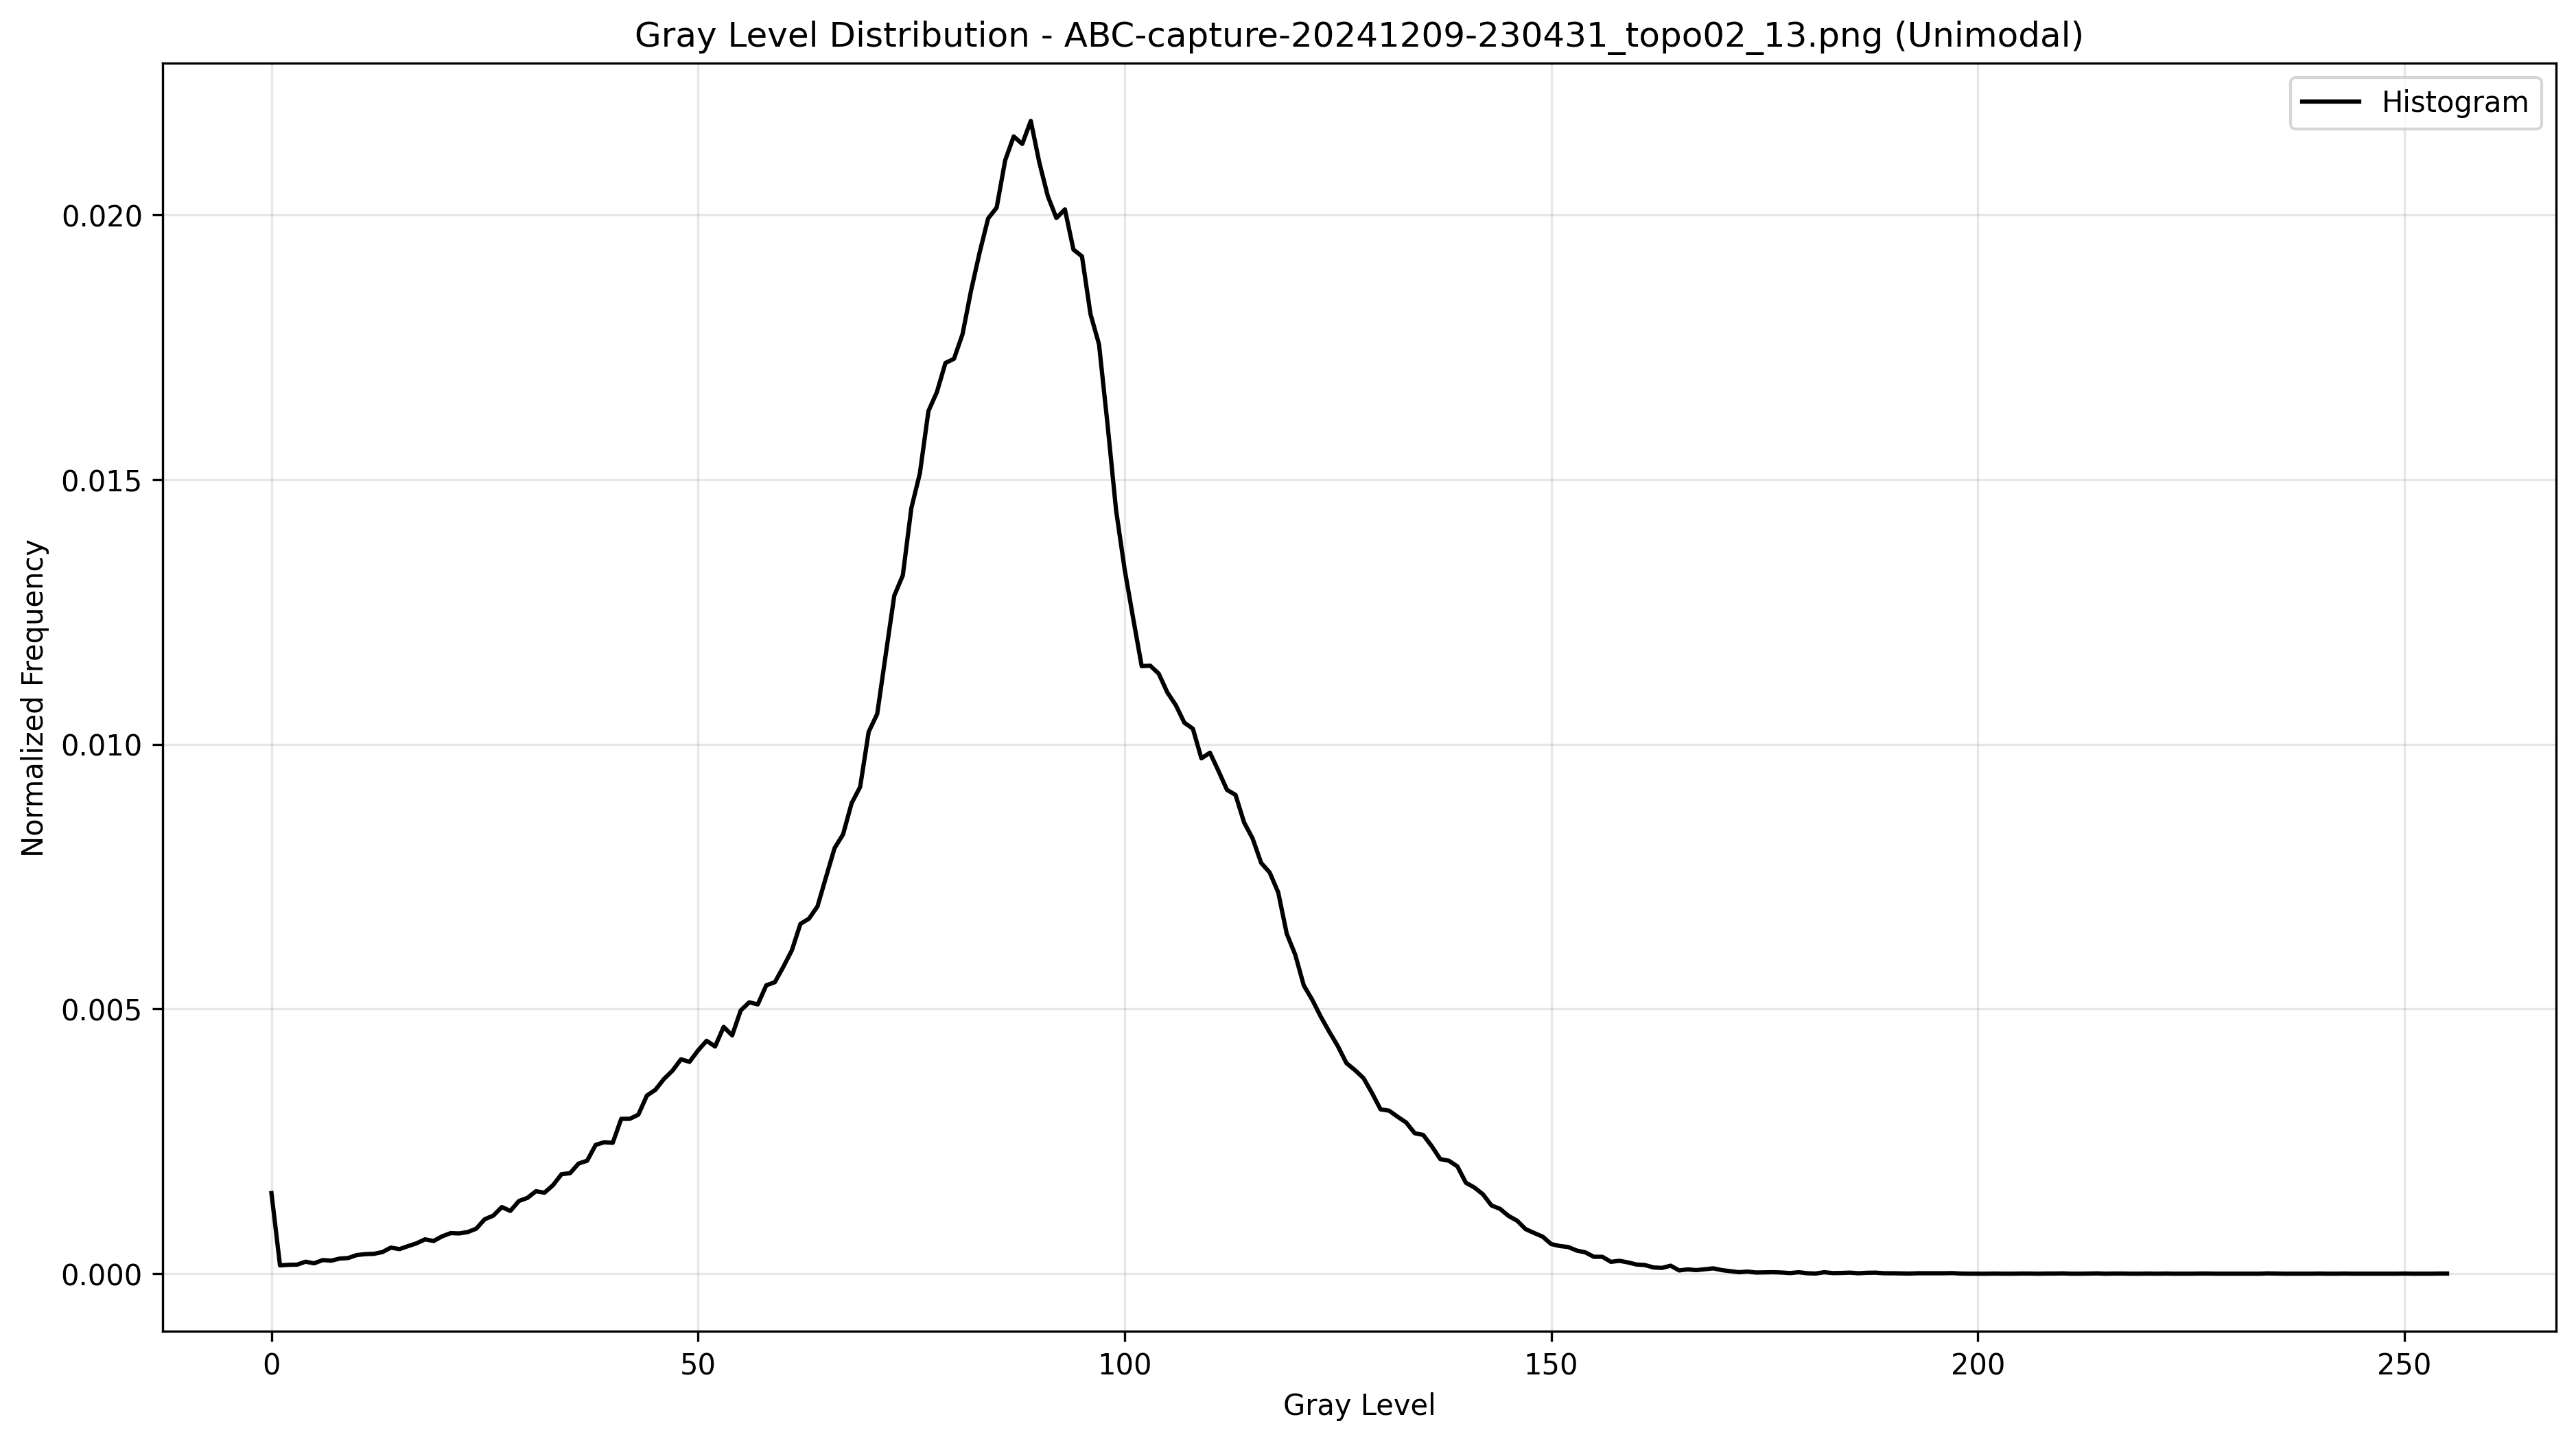 Gray Level Distribution - ABC-capture-20241209-230431_topo02_13.png (Unimodal)
Histogram
Normalized Frequency
0.020
0.015
0.010
0.005
0.000
0 50 100 150 200 250
Gray Level